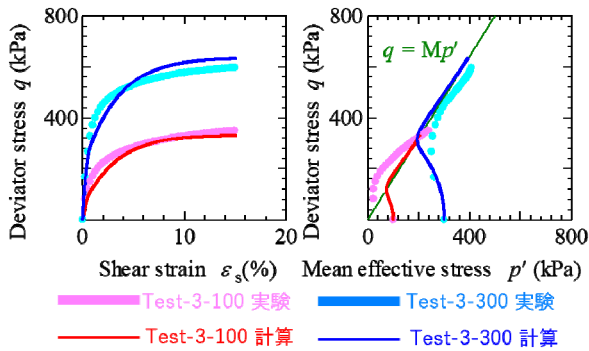 800
400
0
0
10
20
Deviator stress q (kPa)
Shear strain εs(%)
800
400
0
0
400
800
Deviator stress q (kPa)
Mean effective stress p′ (kPa)
q = Mp′
Test-3-100 実験
Test-3-300 実験
Test-3-100 計算
Test-3-300 計算